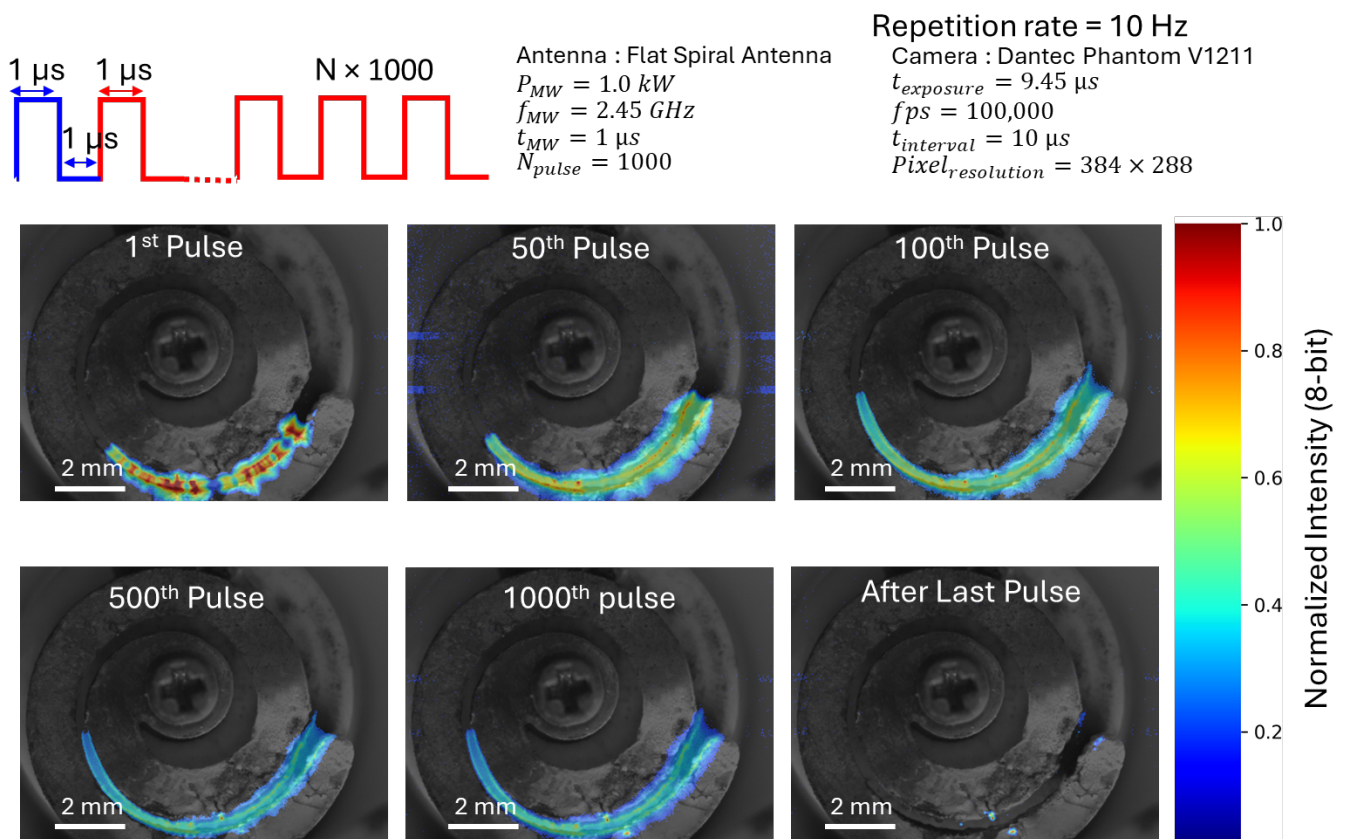 Repetition rate = 10 Hz
1 µs 1 µs N × 1000
1 µs
Antenna : Flat Spiral Antenna
P_MW = 1.0 kW
f_MW = 2.45 GHz
t_MW = 1 µs
N_pulse = 1000
Camera : Dantec Phantom V1211
t_exposure = 9.45 µs
fps = 100,000
t_interval = 10 µs
Pixel_resolution = 384 × 288
1st Pulse
2 mm
50th Pulse
2 mm
100th Pulse
2 mm
500th Pulse
2 mm
1000th pulse
2 mm
After Last Pulse
2 mm
1.0
0.8
0.6
0.4
0.2
Normalized Intensity (8-bit)